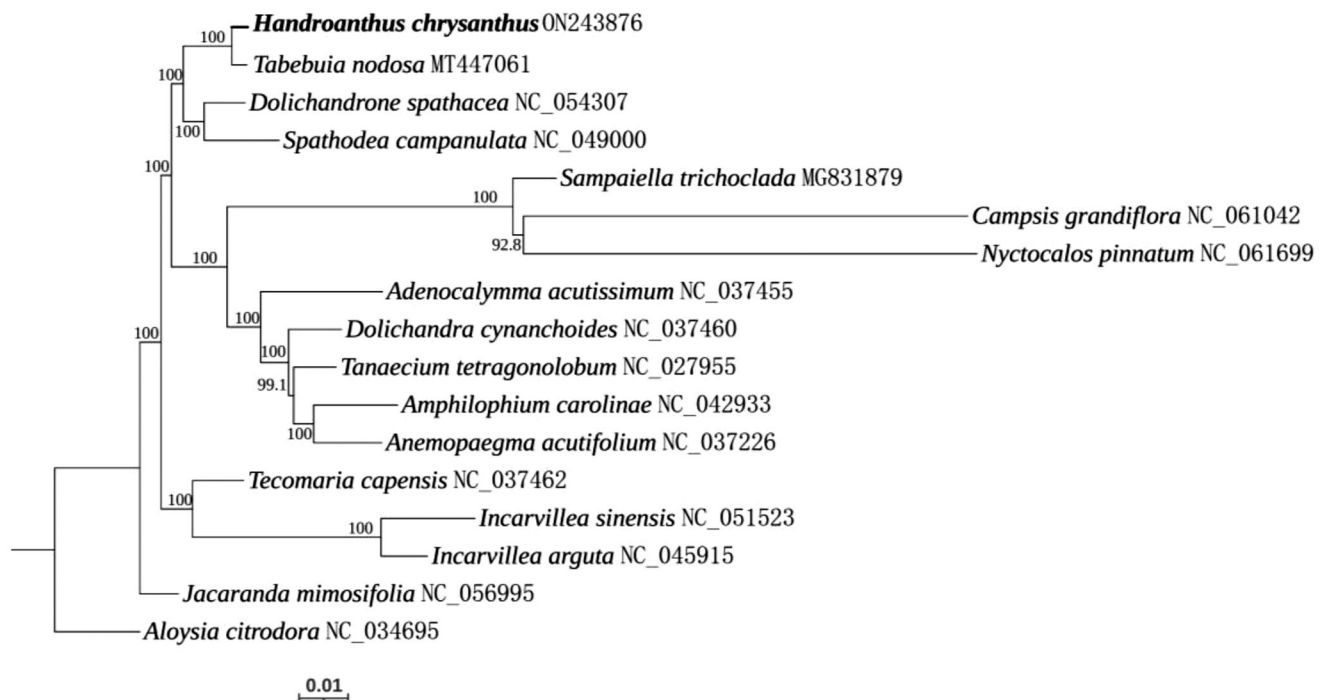 Handroanthus chrysanthus ON243876
100
Tabebuia nodosa MT447061
100
Dolichandrone spathacea NC_054307
100
Spathodea campanulata NC_049000
100
Sampaiella trichoclada MG831879
100
Campsis grandiflora NC_061042
92.8
Nyctocalos pinnatum NC_061699
100
Adenocalymma acutissimum NC_037455
100
Dolichandra cynanchoides NC_037460
100
100
Tanaecium tetragonolobum NC_027955
99.1
Amphilophium carolinae NC_042933
100
Anemopaegma acutifolium NC_037226
Tecomaria capensis NC_037462
100
Incarvillea sinensis NC_051523
100
Incarvillea arguta NC_045915
Jacaranda mimosifolia NC_056995
Aloysia citrodora NC_034695
0.01